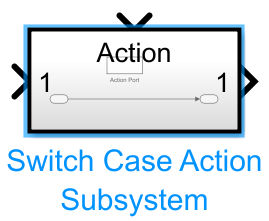 Action
Action Port
1 1
Switch Case Action
Subsystem